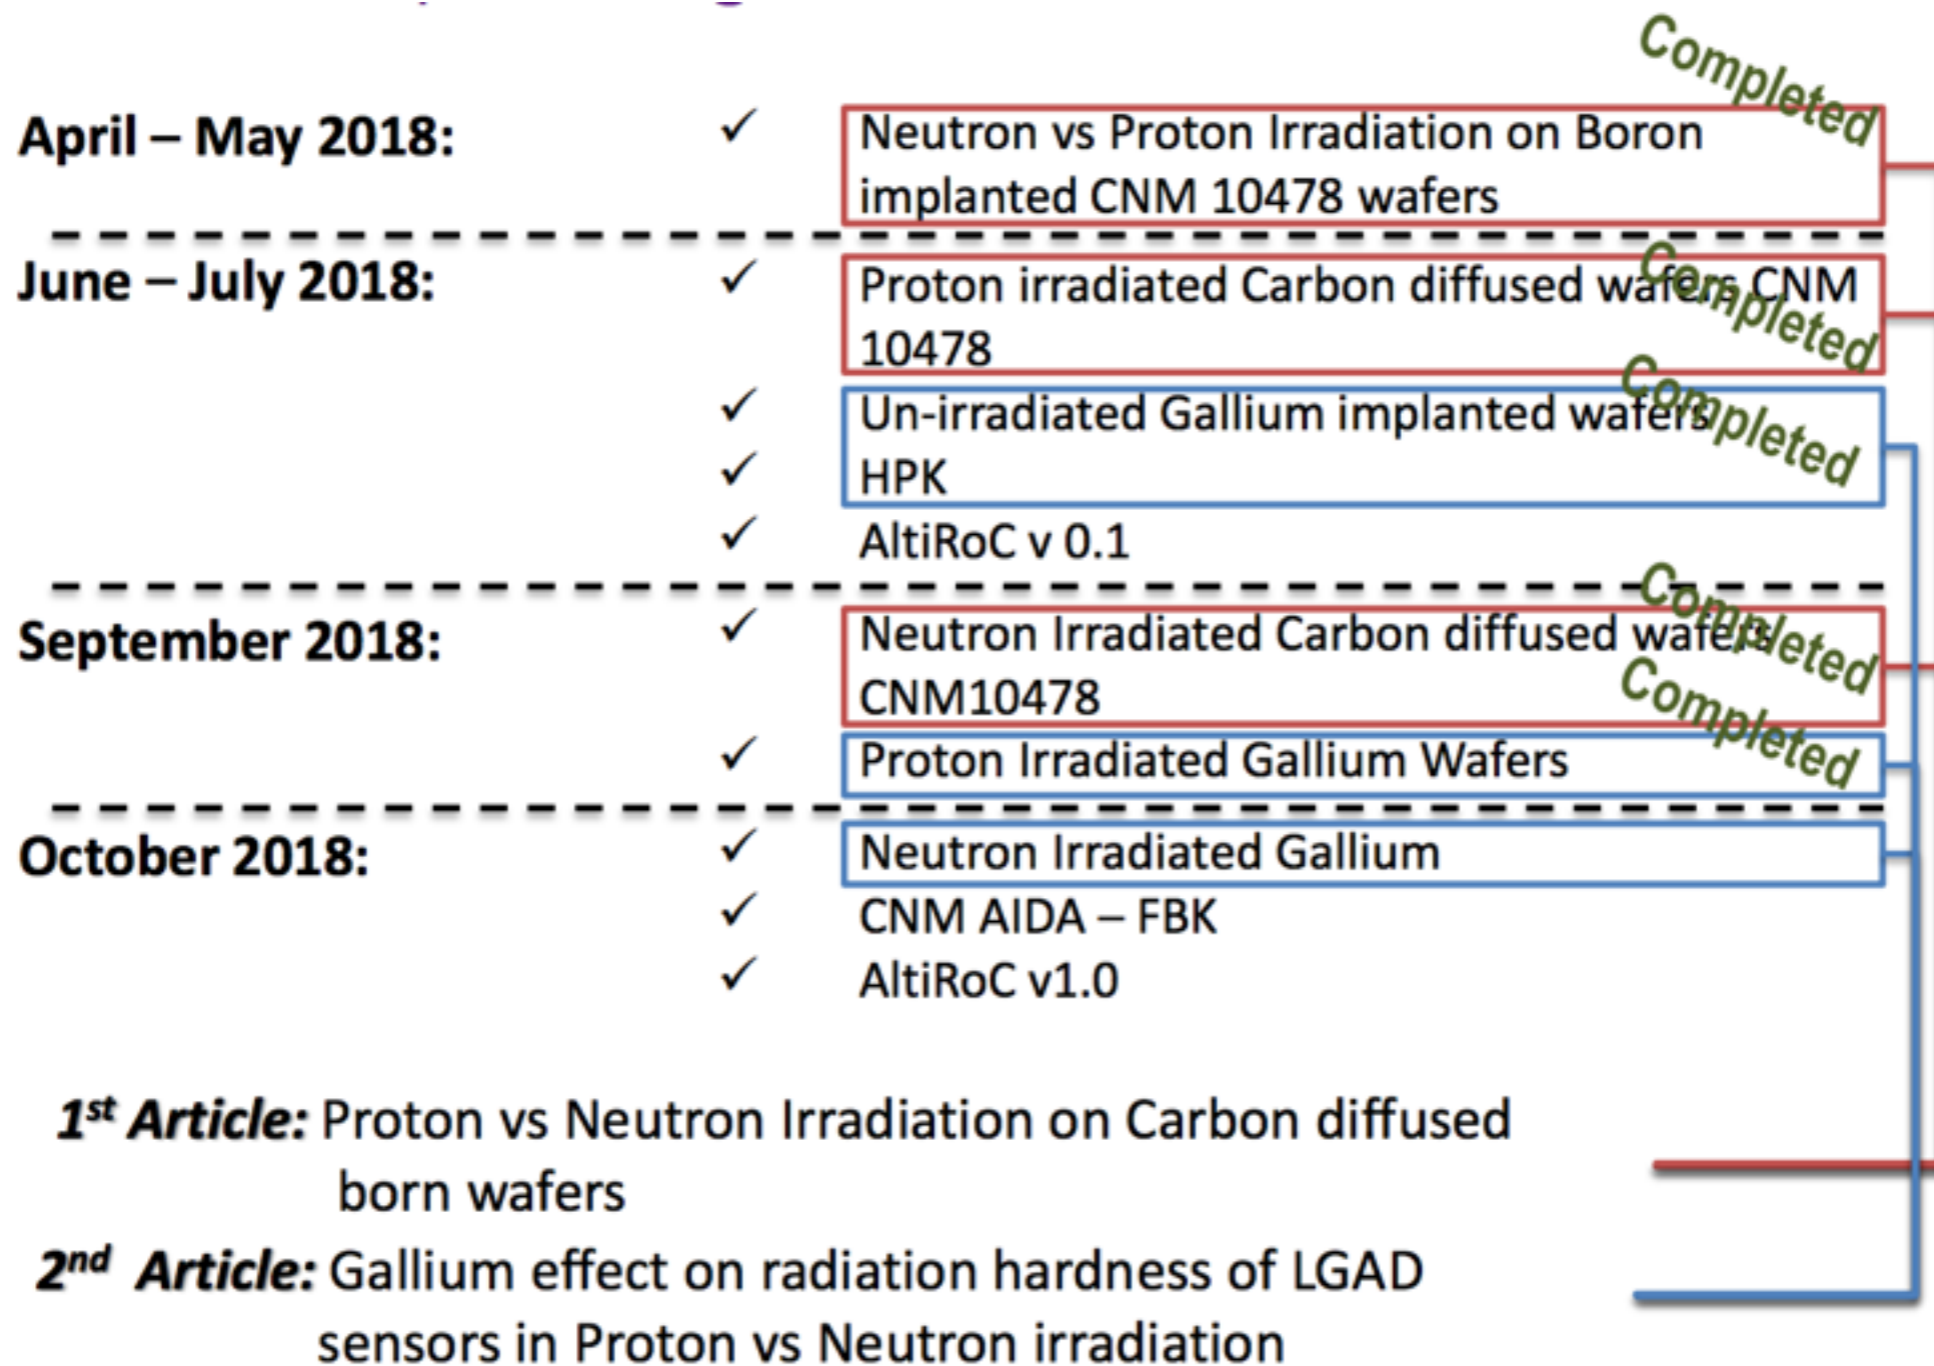 Completed
April – May 2018: ✓ Neutron vs Proton Irradiation on Boron
implanted CNM 10478 wafers
June – July 2018: ✓ Proton irradiated Carbon diffused wafers CNM
10478
Completed
✓ Un-irradiated Gallium implanted wafers
Completed
✓ HPK
✓ AltiRoC v 0.1
September 2018: ✓ Neutron Irradiated Carbon diffused wafers
Completed
CNM10478
✓ Proton Irradiated Gallium Wafers
Completed
October 2018: ✓ Neutron Irradiated Gallium
✓ CNM AIDA – FBK
✓ AltiRoC v1.0
1st Article: Proton vs Neutron Irradiation on Carbon diffused
born wafers
2nd Article: Gallium effect on radiation hardness of LGAD
sensors in Proton vs Neutron irradiation